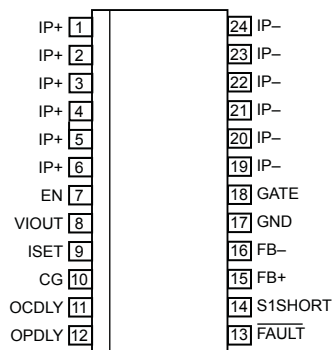 IP+ 1 24 IP–
IP+ 2 23 IP–
IP+ 3 22 IP–
IP+ 4 21 IP–
IP+ 5 20 IP–
IP+ 6 19 IP–
EN 7 18 GATE
VIOUT 8 17 GND
ISET 9 16 FB–
CG 10 15 FB+
OCDLY 11 14 S1SHORT
OPDLY 12 13 FAULT